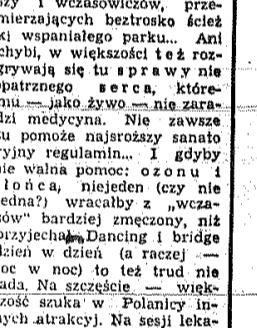 szy i wczasowiczów, prze-
mierzających beztrosko ścież
ki wspaniałego parku... Ani
chybi, w większości też roz-
grywają się tu sprawy nie
opatrznego serca, które-
mu — jako żywo — nie zara-
dzi medycyna. Nie zawsze
tu pomoże najsroższy sanato
ryjny regulamin... I gdyby
nie walna pomoc: ozonu i
słońca, niejeden (czy nie
jedna?) wracałby z „wcza-
sów" bardziej zmęczony, niż
przyjechał. Dancing i bridge
dzień w dzień (a raczej —
noc w noc) to też trud nie
lada. Na szczęście — więk-
szość szuka w Polanicy in-
nych atrakcyj. Na sesji leka-